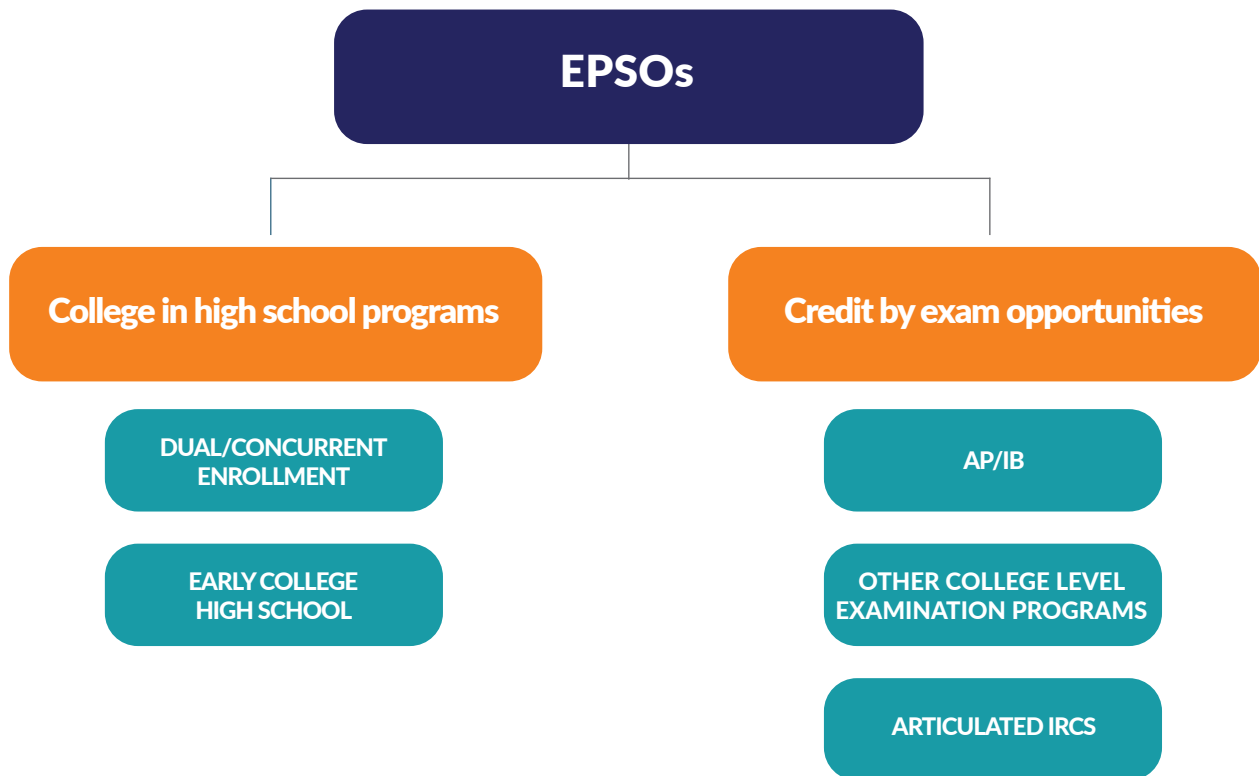 EPSOs
College in high school programs
DUAL/CONCURRENT
ENROLLMENT
EARLY COLLEGE
HIGH SCHOOL
Credit by exam opportunities
AP/IB
OTHER COLLEGE LEVEL
EXAMINATION PROGRAMS
ARTICULATED IRCS